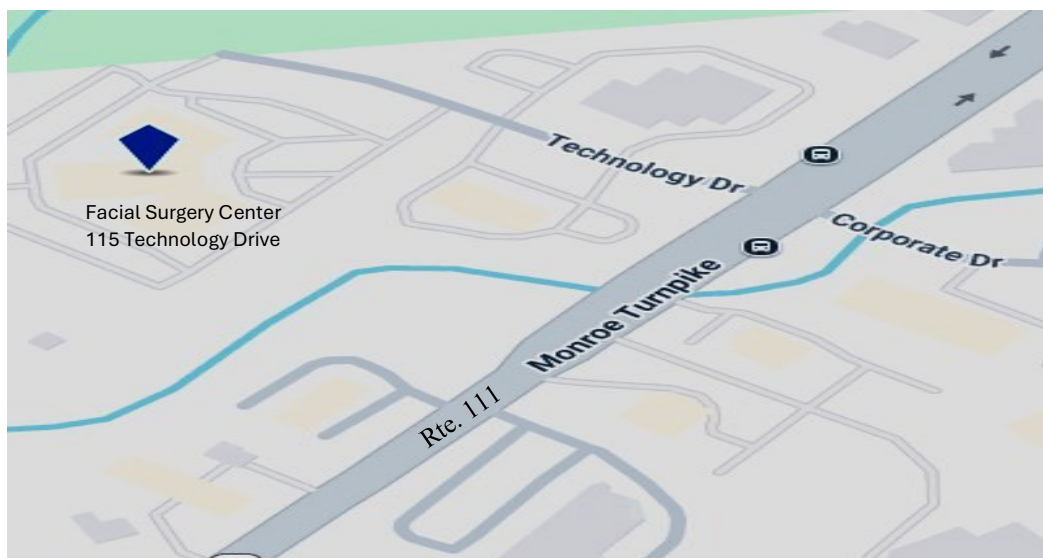 Technology Dr
Facial Surgery Center
115 Technology Drive
Corporate Dr
Monroe Turnpike
Rte. 111